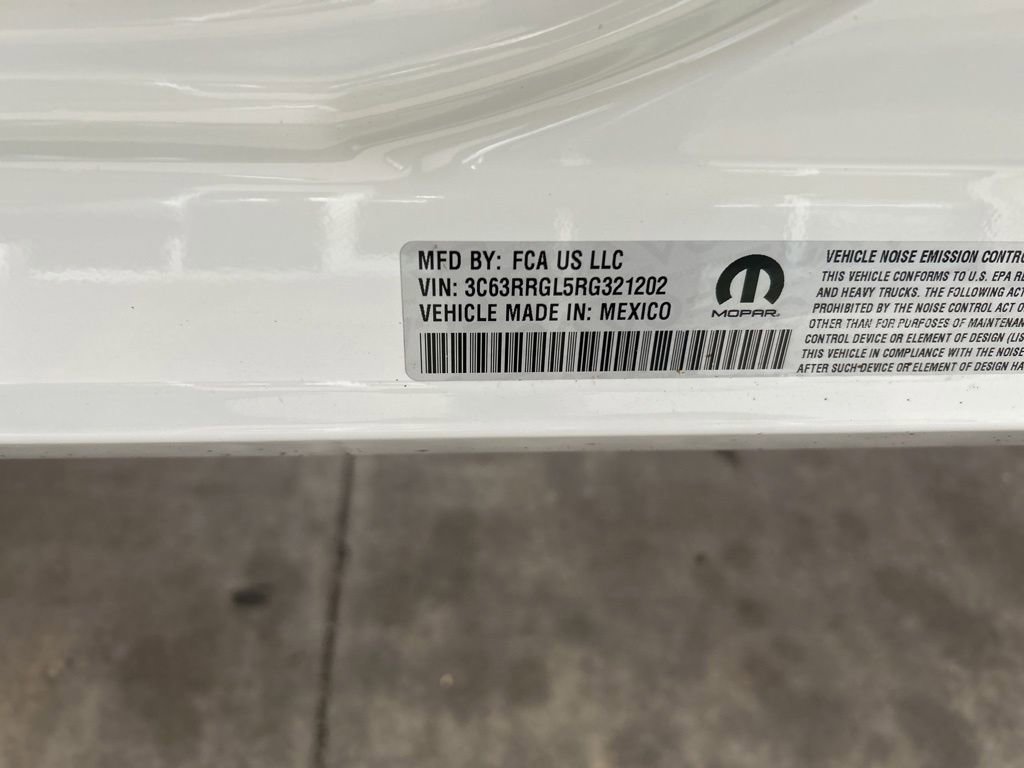 MFD BY: FCA US LLC
VIN: 3C63RRGL5RG321202
VEHICLE MADE IN: MEXICO
MOPAR
VEHICLE NOISE EMISSION
THIS VEHICLE CONFORMS TO U.S. EPA
AND HEAVY TRUCKS. THE FOLLOWING
PROHIBITED BY THE NOISE CONTROL ACT
OTHER THAN FOR PURPOSES OF
CONTROL DEVICE OR ELEMENT OF DESIGN
THIS VEHICLE IN COMPLIANCE WITH THE NOISE
AFTER SUCH DEVICE OR ELEMENT OF DESIGN